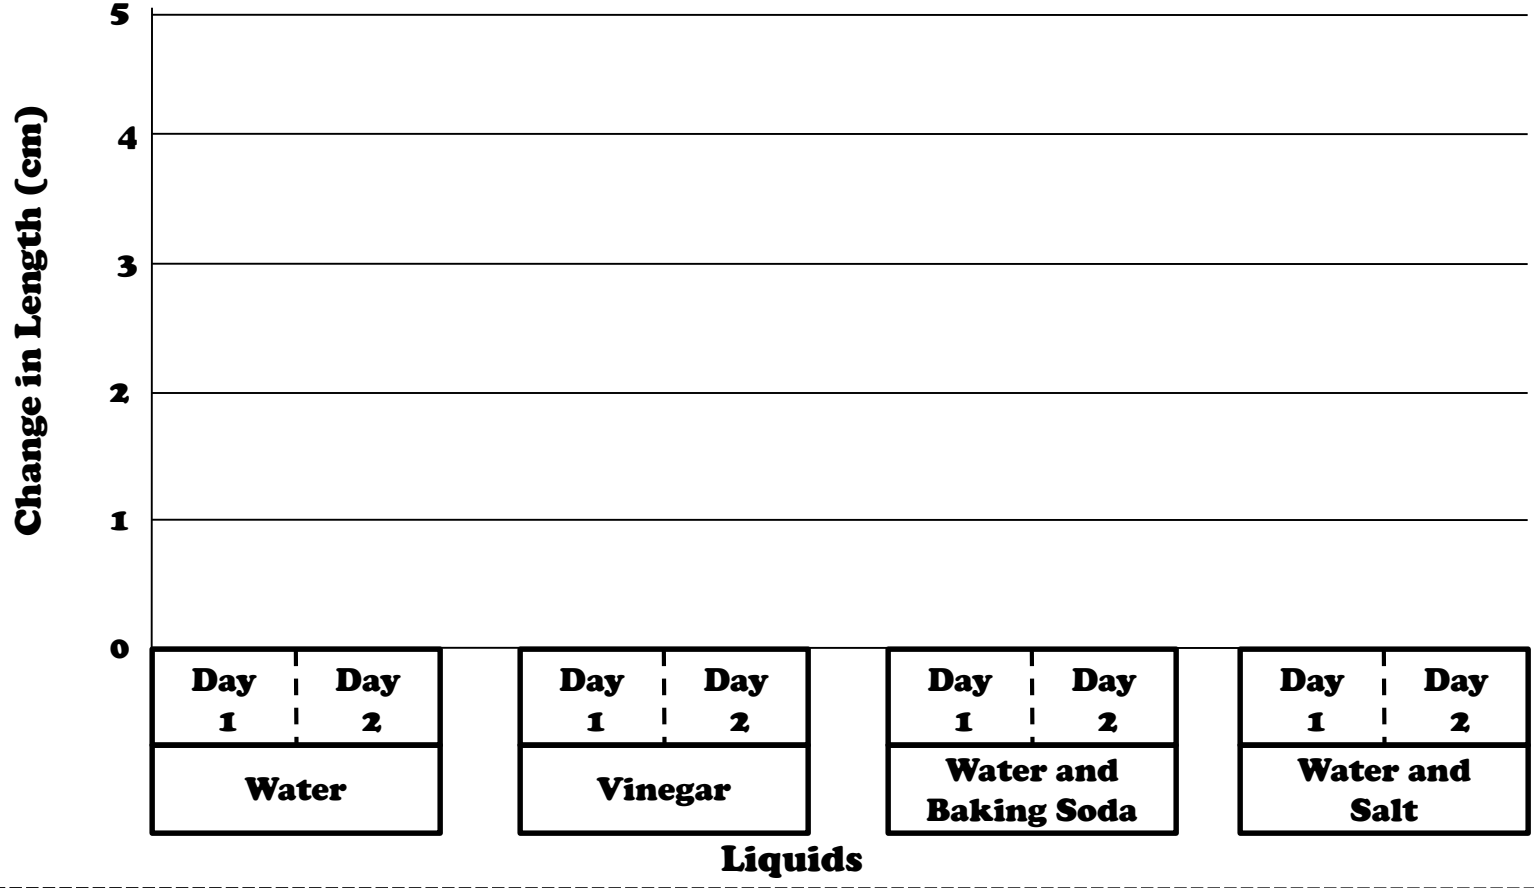 Change in Length (cm)
5
4
3
2
1
0
Day Day Day Day Day Day Day Day
1 2 1 2 1 2 1 2
Water
Vinegar
Water and
Baking Soda
Water and
Salt
Liquids